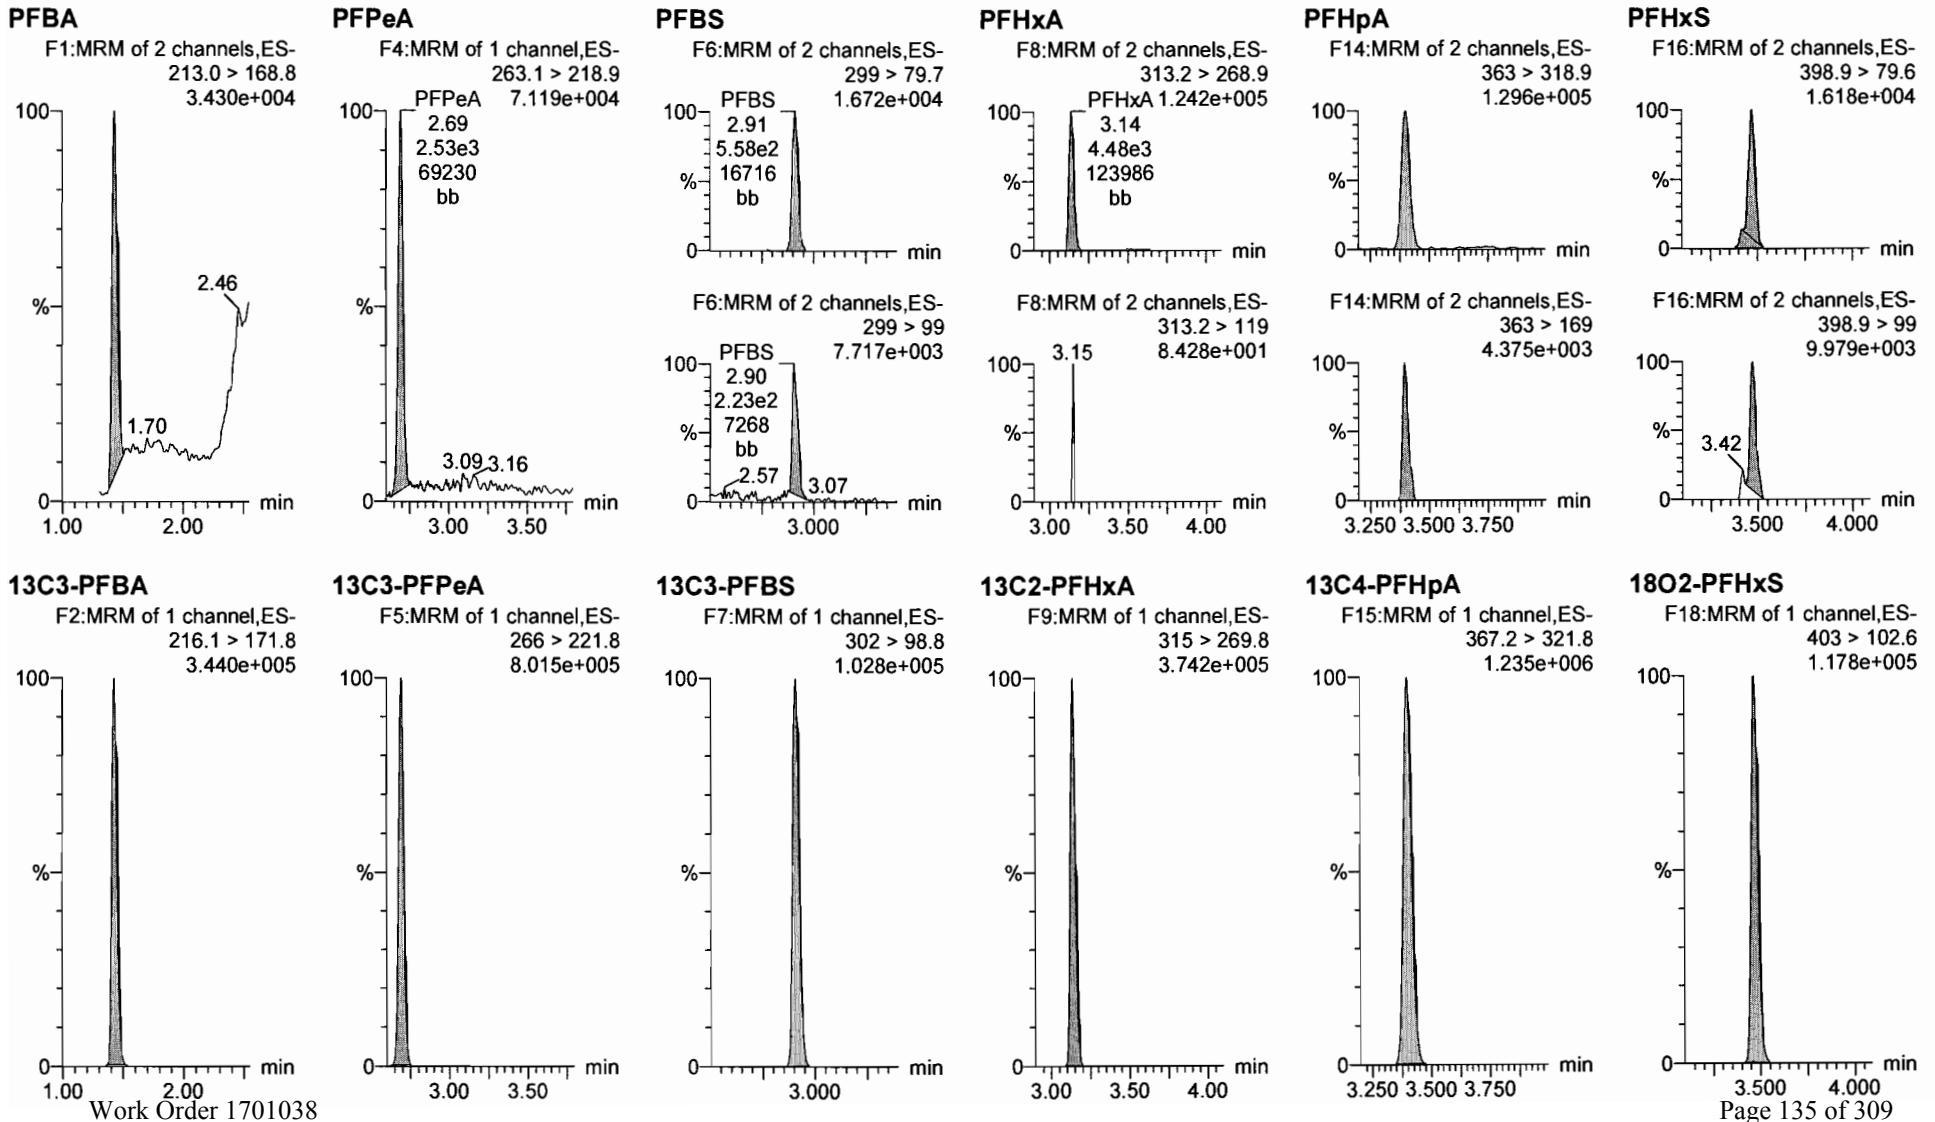 PFBA
F1:MRM of 2 channels,ES-
213.0 > 168.8
3.430e+004
100
%
2.46
1.70
0
min
1.00 2.00
PFPeA
F4:MRM of 1 channel,ES-
263.1 > 218.9
7.119e+004
PFPeA
2.69
2.53e3
69230
bb
100
%
3.09 3.16
0
min
3.00 3.50
PFBS
F6:MRM of 2 channels,ES-
299 > 79.7
1.672e+004
PFBS
2.91
5.58e2
16716
bb
100
%
0
min
F6:MRM of 2 channels,ES-
299 > 99
7.717e+003
PFBS
2.90
2.23e2
7268
bb
100
%
2.57
3.07
0
min
3.000
PFHxA
F8:MRM of 2 channels,ES-
313.2 > 268.9
PFHxA 1.242e+005
3.14
4.48e3
123986
bb
100
%
0
min
F8:MRM of 2 channels,ES-
313.2 > 119
8.428e+001
3.15
100
%
0
min
3.00 3.50 4.00
PFHpA
F14:MRM of 2 channels,ES-
363 > 318.9
1.296e+005
100
%
0
min
F14:MRM of 2 channels,ES-
363 > 169
4.375e+003
100
%
0
min
3.250 3.500 3.750
PFHxS
F16:MRM of 2 channels,ES-
398.9 > 79.6
1.618e+004
100
%
0
min
F16:MRM of 2 channels,ES-
398.9 > 99
9.979e+003
100
%
3.42
0
min
3.500 4.000
13C3-PFBA
F2:MRM of 1 channel,ES-
216.1 > 171.8
3.440e+005
100
%
0
min
1.00 2.00
13C3-PFPeA
F5:MRM of 1 channel,ES-
266 > 221.8
8.015e+005
100
%
0
min
3.00 3.50
13C3-PFBS
F7:MRM of 1 channel,ES-
302 > 98.8
1.028e+005
100
%
0
min
3.000
13C2-PFHxA
F9:MRM of 1 channel,ES-
315 > 269.8
3.742e+005
100
%
0
min
3.00 3.50 4.00
13C4-PFHpA
F15:MRM of 1 channel,ES-
367.2 > 321.8
1.235e+006
100
%
0
min
3.250 3.500 3.750
18O2-PFHxS
F18:MRM of 1 channel,ES-
403 > 102.6
1.178e+005
100
%
0
min
3.500 4.000
Work Order 1701038
Page 135 of 309